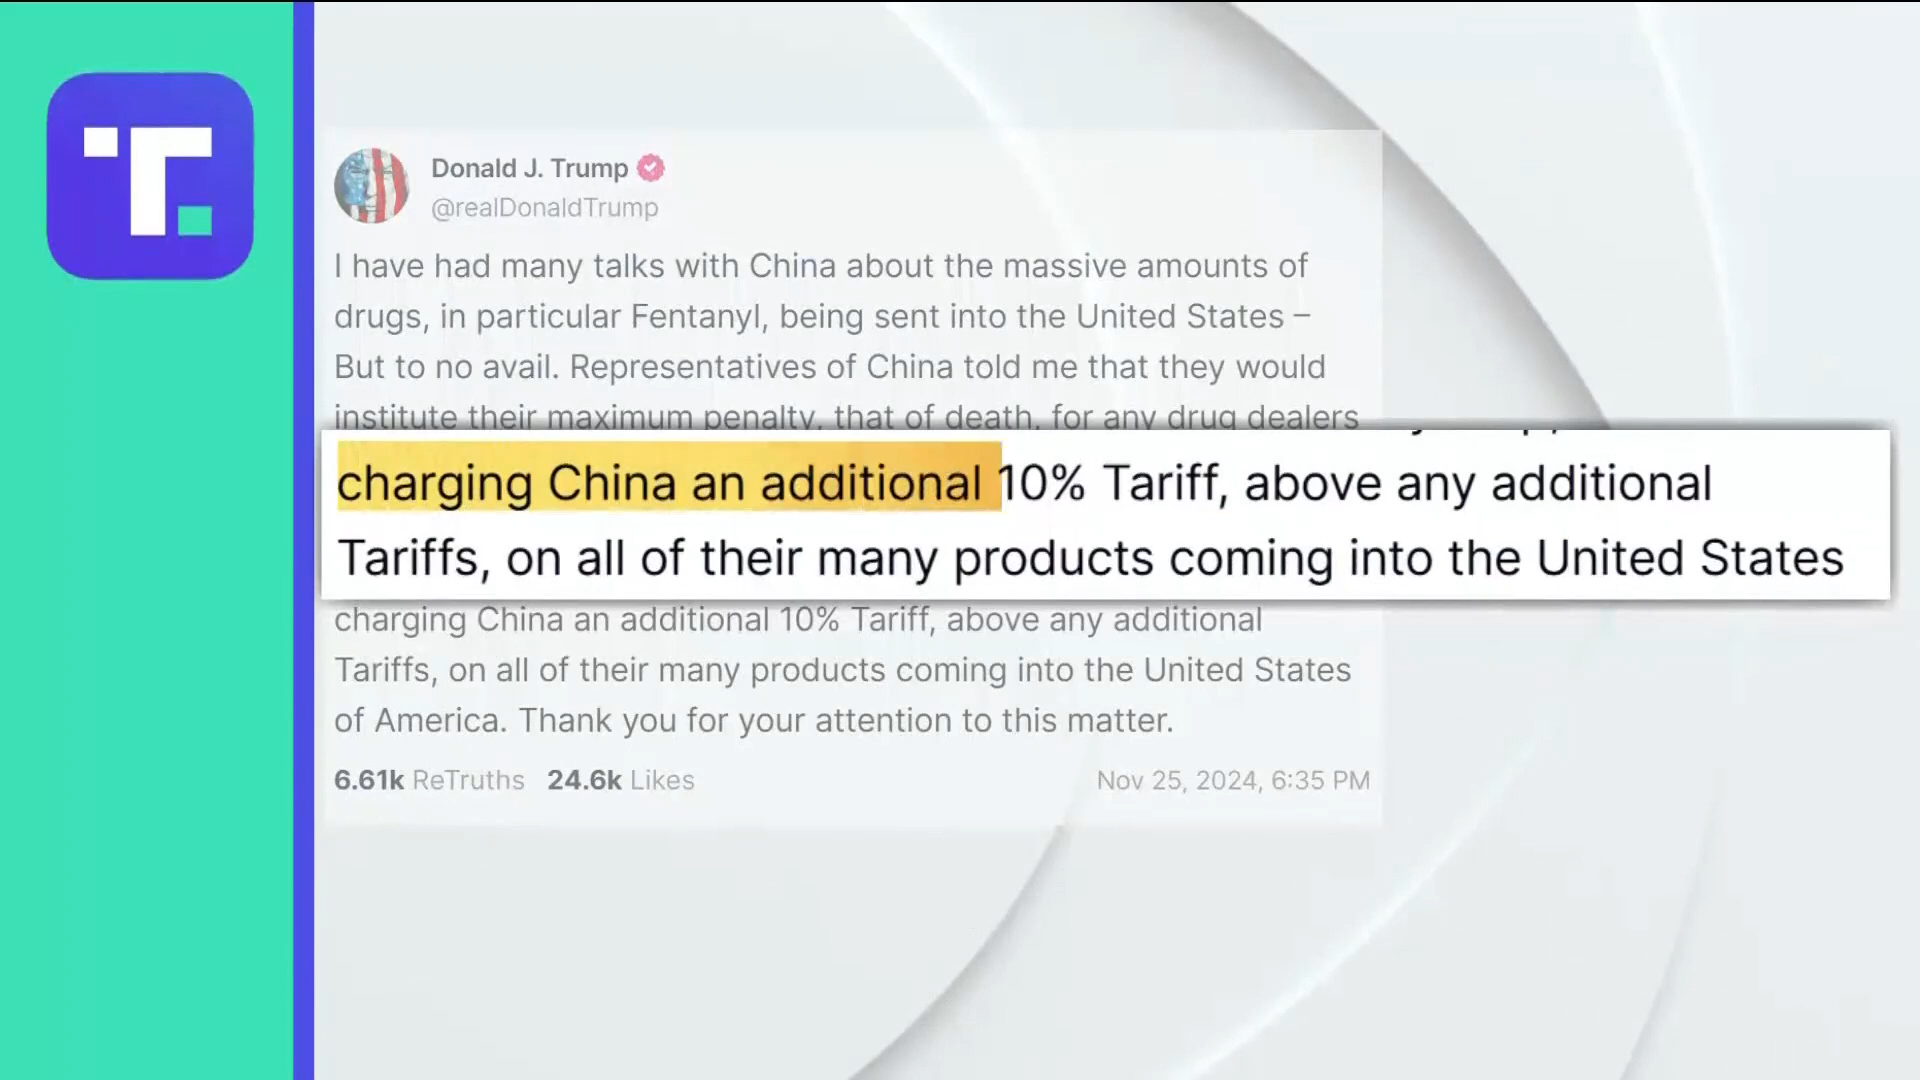 T.
Donald J. Trump
@realDonaldTrump
I have had many talks with China about the massive amounts of
drugs, in particular Fentanyl, being sent into the United States –
But to no avail. Representatives of China told me that they would
institute their maximum penalty, that of death, for any drug dealers
charging China an additional 10% Tariff, above any additional
Tariffs, on all of their many products coming into the United States
charging China an additional 10% Tariff, above any additional
Tariffs, on all of their many products coming into the United States
of America. Thank you for your attention to this matter.
6.61k ReTruths 24.6k Likes
Nov 25, 2024, 6:35 PM